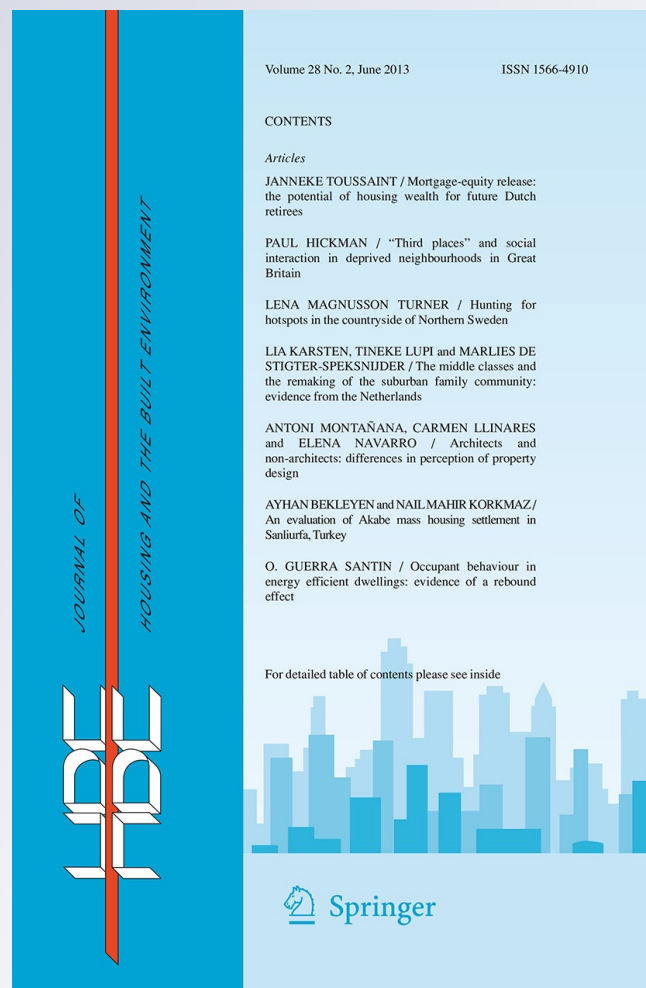 Volume 28 No. 2, June 2013 ISSN 1566-4910
CONTENTS
Articles
JANNEKE TOUSSAINT / Mortgage-equity release:
the potential of housing wealth for future Dutch
retirees
PAUL HICKMAN / “Third places” and social
interaction in deprived neighbourhoods in Great
Britain
LENA MAGNUSSON TURNER / Hunting for
hotspots in the countryside of Northern Sweden
LIA KARSTEN, TINEKE LUPI and MARLIES DE
STIGTER-SPEKSNIJDER / The middle classes and
the remaking of the suburban family community:
evidence from the Netherlands
ANTONI MONTAÑANA, CARMEN LLINARES
and ELENA NAVARRO / Architects and
non-architects: differences in perception of property
design
AYHAN BEKLEYEN and NAIL MAHIR KORKMAZ /
An evaluation of Akabe mass housing settlement in
Sanliurfa, Turkey
O. GUERRA SANTIN / Occupant behaviour in
energy efficient dwellings: evidence of a rebound
effect
For detailed table of contents please see inside
JOURNAL OF
HOUSING AND THE BUILT ENVIRONMENT
Springer